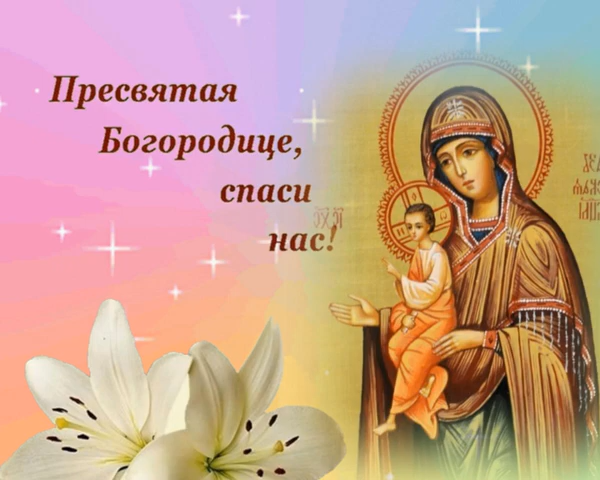 Пресвятая
Богородице,
спаси
нас!